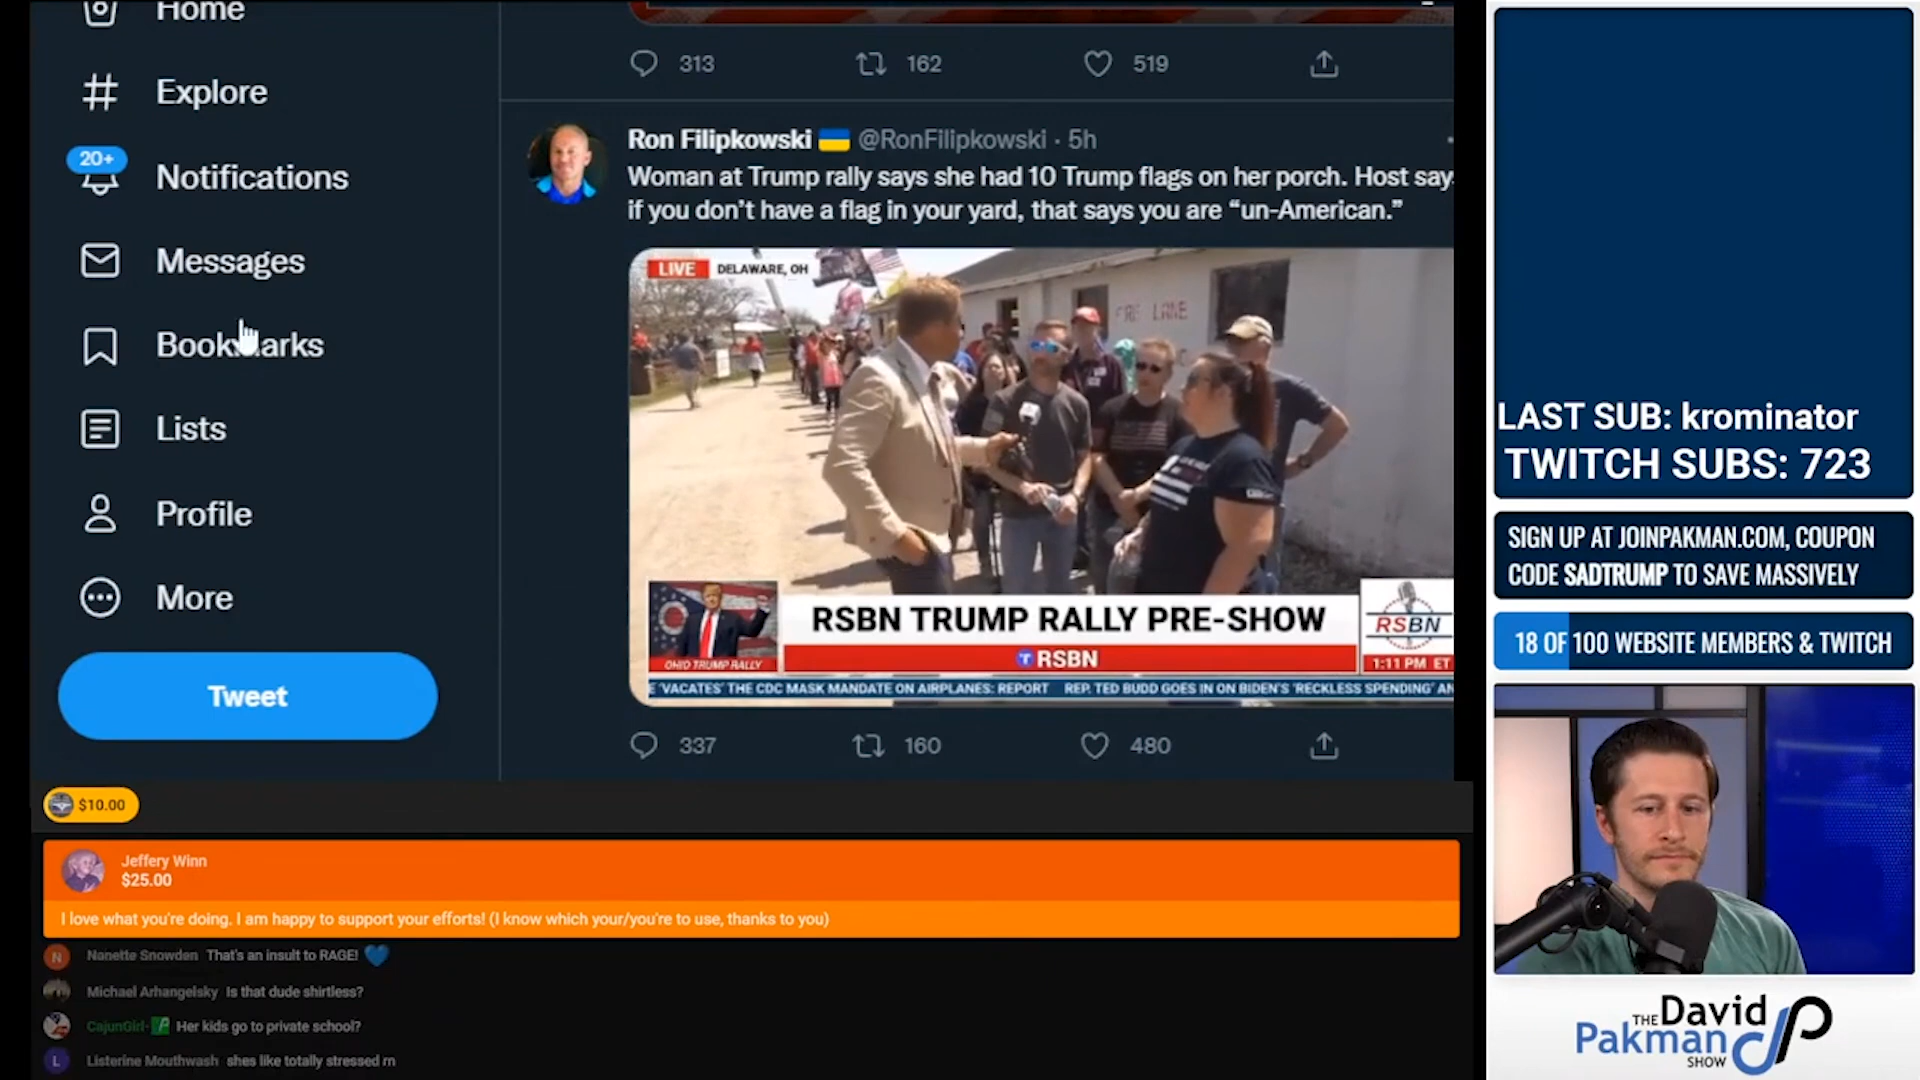 Home
Explore
20+
Notifications
Messages
Bookmarks
Lists
Profile
More
Tweet
313 162 519
Ron Filipkowski @RonFilipkowski · 5h
Woman at Trump rally says she had 10 Trump flags on her porch. Host say
if you don't have a flag in your yard, that says you are “un-American.”
LIVE DELAWARE, OH
FIRE LANE
RSBN TRUMP RALLY PRE-SHOW
RSBN
OHIO TRUMP RALLY
RSBN
1:11 PM ET
E 'VACATES' THE CDC MASK MANDATE ON AIRPLANES: REPORT REP. TED BUDD GOES IN ON BIDEN'S 'RECKLESS SPENDING' AN
337 160 480
$10.00
Jeffery Winn
$25.00
I love what you're doing. I am happy to support your efforts! (I know which your/you're to use, thanks to you)
N Nanette Snowden That's an insult to RAGE!
Michael Arhangelsky Is that dude shirtless?
CajunGirl- Her kids go to private school?
L Listerine Mouthwash shes like totally stressed rn
LAST SUB: krominator
TWITCH SUBS: 723
SIGN UP AT JOINPAKMAN.COM, COUPON
CODE SADTRUMP TO SAVE MASSIVELY
18 OF 100 WEBSITE MEMBERS & TWITCH
THE David
Pakman
SHOW